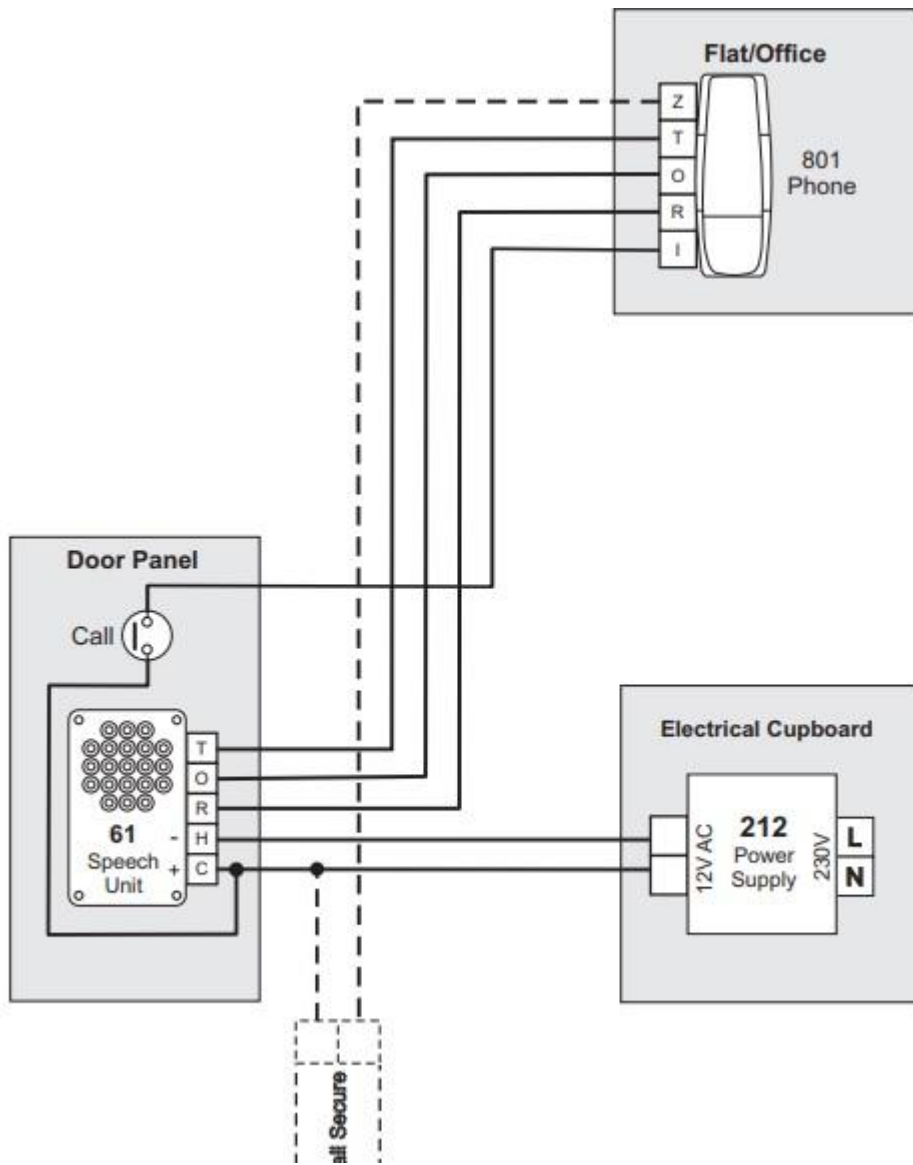 Flat/Office
Z
T
O
R
I
801
Phone
Door Panel
Call
T
O
R
- H
+ C
61
Speech
Unit
Electrical Cupboard
12V AC
212
Power
Supply
230V
L
N
Secure